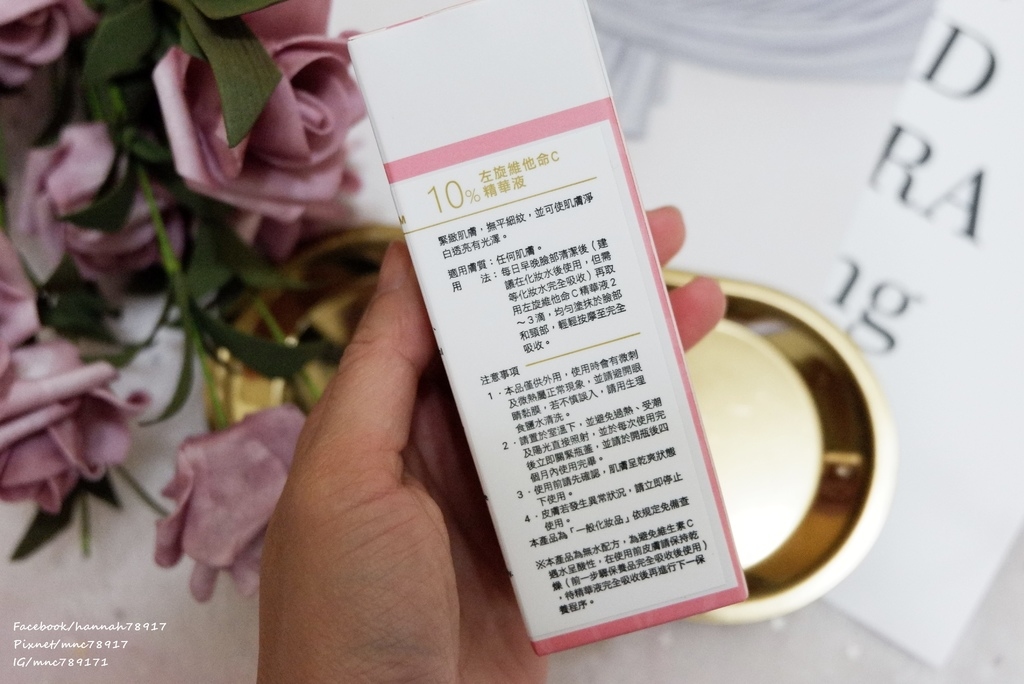 10% 左旋維他命C
精華液
緊緻肌膚,撫平細紋,並可使肌膚淨
白透亮有光澤。
適用膚質:任何肌膚。
用 法:每日早晚臉部清潔後(建
議在化妝水後使用,但需
等化妝水完全吸收)再取
用左旋維他命C精華液2
~3滴,均勻塗抹於臉部
和頸部,輕輕按摩至完全
吸收。
注意事項
1.本品僅供外用,使用時會有微刺
及微熱屬正常現象,並請避開眼
睛黏膜,若不慎誤入,請用生理
食鹽水清洗。
2.請置於室溫下,並避免過熱、受潮
及陽光直接照射,並於每次使用完
後立即關緊瓶蓋,並請於開瓶後四
個月內使用完畢。
3.使用前請先確認,肌膚呈乾爽狀態
下使用。
4.皮膚若發生異常狀況,請立即停止
使用。
本產品為「一般化妝品」依規定免備查
※本產品為無水配方,為避免維生素C
遇水呈酸性,在使用前皮膚請保持乾
燥(前一步驟保養品完全吸收後使用)
,待精華液完全吸收後再進行下一保
養程序。
D
RA
ng
Facebook/hannah78917
Pixnet/mnc78917
IG/mnc789171